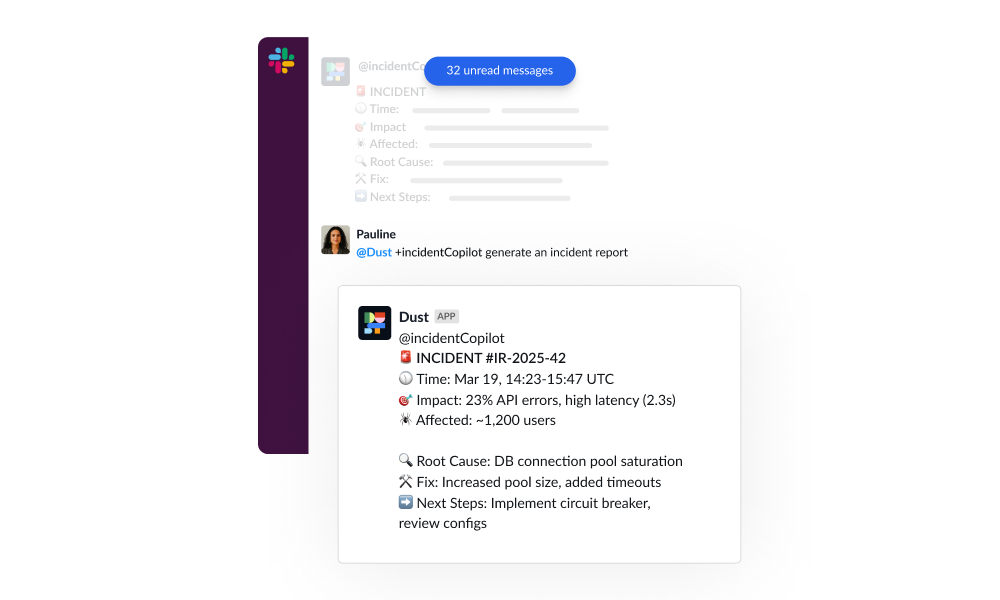 @incidentCo
32 unread messages
🚨 INCIDENT
🕑 Time:
🎯 Impact
🕷 Affected:
🔍 Root Cause:
🛠 Fix:
➡️ Next Steps:
Pauline
@Dust +incidentCopilot generate an incident report
Dust APP
@incidentCopilot
🚨 INCIDENT #IR-2025-42
🕑 Time: Mar 19, 14:23-15:47 UTC
🎯 Impact: 23% API errors, high latency (2.3s)
🕷 Affected: ~1,200 users
🔍 Root Cause: DB connection pool saturation
🛠 Fix: Increased pool size, added timeouts
➡️ Next Steps: Implement circuit breaker,
review configs